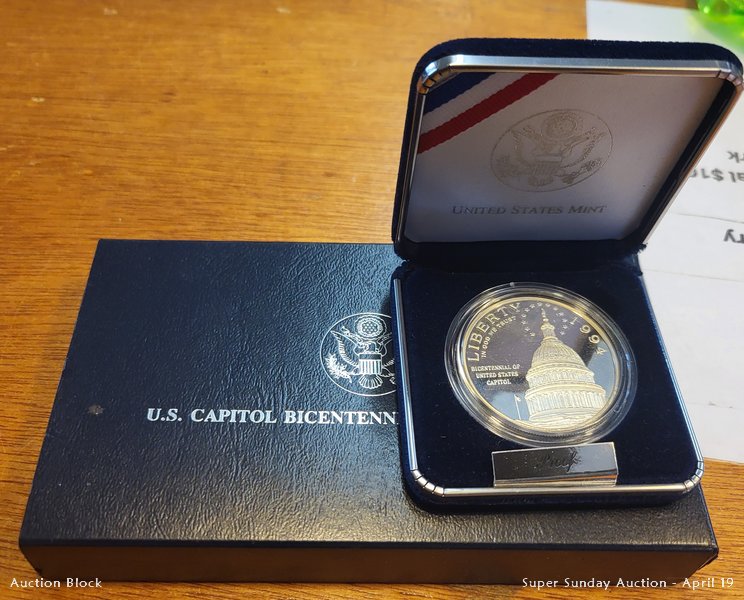 UNITED STATES MINT
LIBERTY
1994
IN GOD WE TRUST
BICENTENNIAL OF
UNITED STATES
CAPITOL
U.S. CAPITOL BICENTENN
Auction Block
Super Sunday Auction - April 19